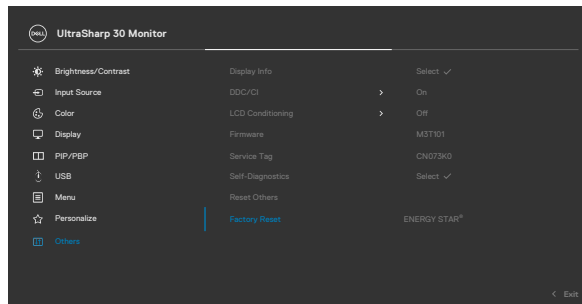 DELL UltraSharp 30 Monitor
Brightness/Contrast Display Info Select ✓
Input Source DDC/CI > On
Color LCD Conditioning > Off
Display Firmware M3T101
PIP/PBP Service Tag CN073K0
USB Self-Diagnostics Select ✓
Menu Reset Others
Personalize Factory Reset ENERGY STAR®
Others
< Exit